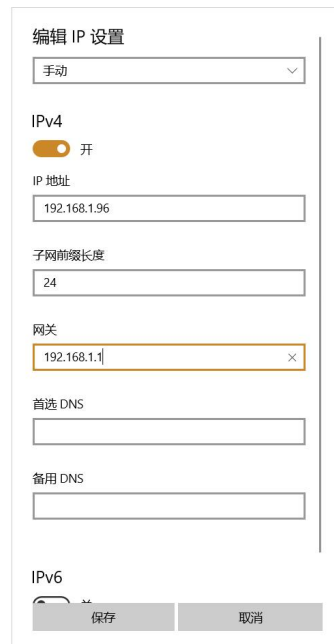 编辑 IP 设置
手动
IPv4
开
IP 地址
192.168.1.96
子网前缀长度
24
网关
192.168.1.1
首选 DNS
备用 DNS
IPv6
保存 取消